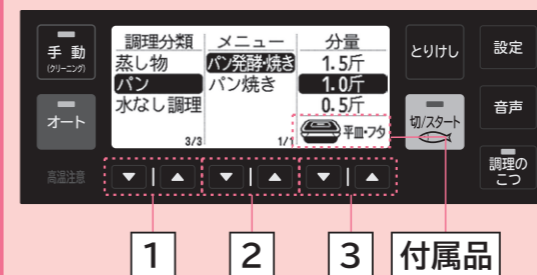 手動
(クリーニング)
オート
高温注意
調理分類 メニュー 分量
蒸し物 パン発酵・焼き 1.5斤
パン パン焼き 1.0斤
水なし調理 0.5斤
平皿・フタ
3/3 1/1
とりけし
切/スタート
設定
音声
調理の
こつ
▼ | ▲ ▼ | ▲ ▼ | ▲
1 2 3 付属品